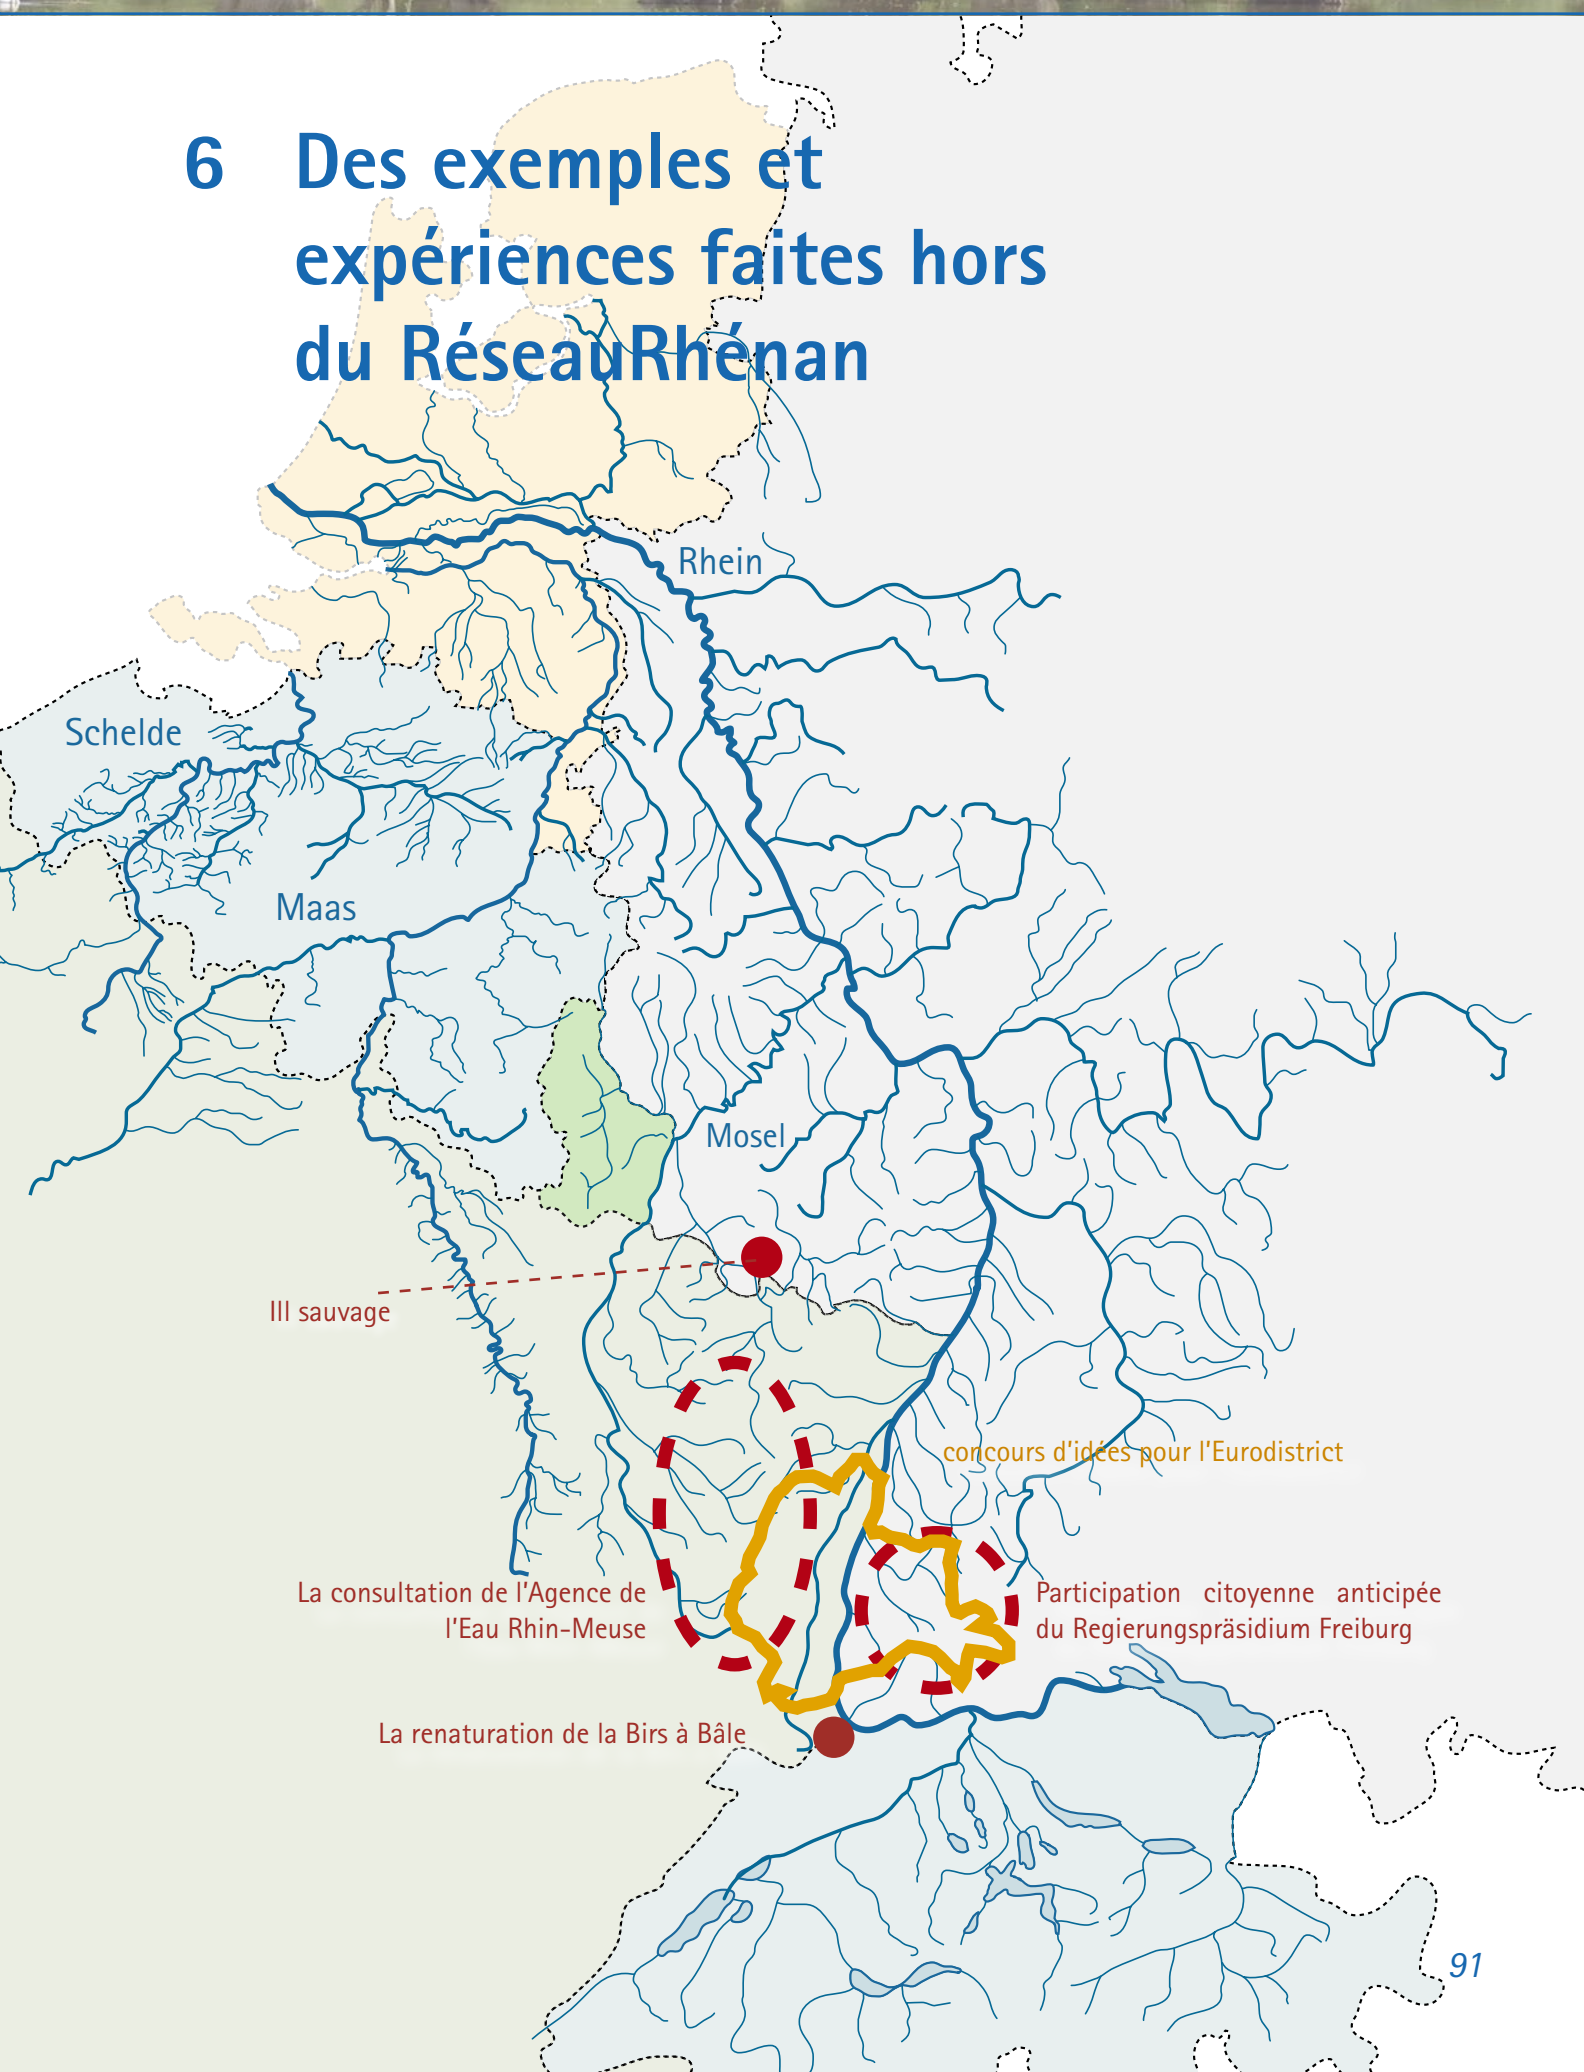 6 Des exemples et
expériences faites hors
du RéseauRhénan
Rhein
Schelde
Maas
Mosel
Ill sauvage
concours d'idées pour l'Eurodistrict
La consultation de l'Agence de
l'Eau Rhin-Meuse
Participation citoyenne anticipée
du Regierungspräsidium Freiburg
La renaturation de la Birs à Bâle
91